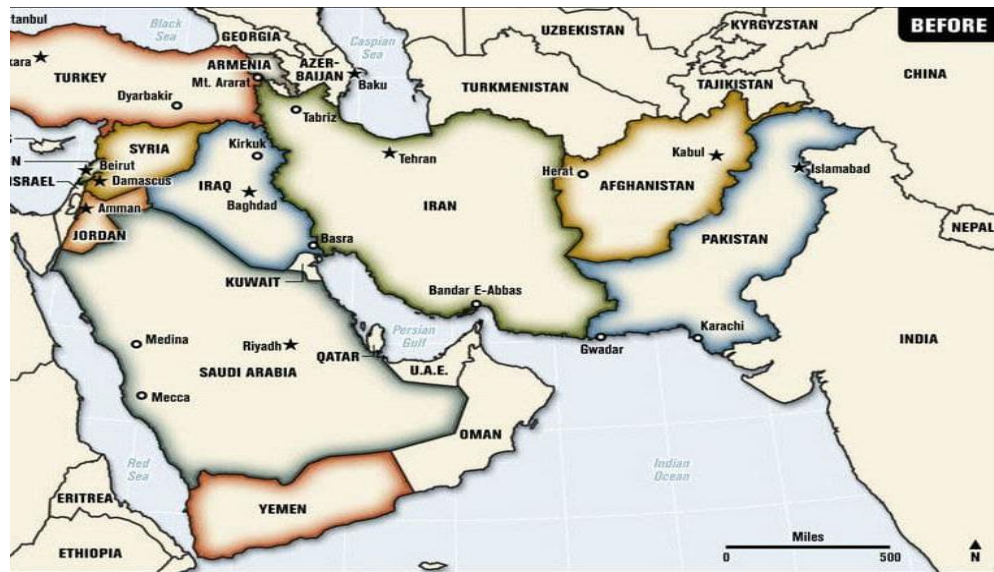 BEFORE
stanbul
Black
Sea
GEORGIA
Caspian
Sea
UZBEKISTAN
KYRGYZSTAN
kara
TURKEY
ARMENIA
Mt. Ararat
AZER-
BAIJAN
Baku
TURKMENISTAN
TAJIKISTAN
CHINA
Dyarbakir
Tabriz
SYRIA
Kirkuk
Tehran
Herat
Kabul
Islamabad
Beirut
Damascus
ISRAEL
IRAQ
Baghdad
IRAN
AFGHANISTAN
Amman
JORDAN
Basra
PAKISTAN
NEPAL
KUWAIT
Bandar E-Abbas
Medina
Riyadh
QATAR
Persian
Gulf
Gwadar
Karachi
INDIA
SAUDI ARABIA
U.A.E.
Mecca
OMAN
Red
Sea
Indian
Ocean
ERITREA
YEMEN
ETHIOPIA
Miles
0
500
N